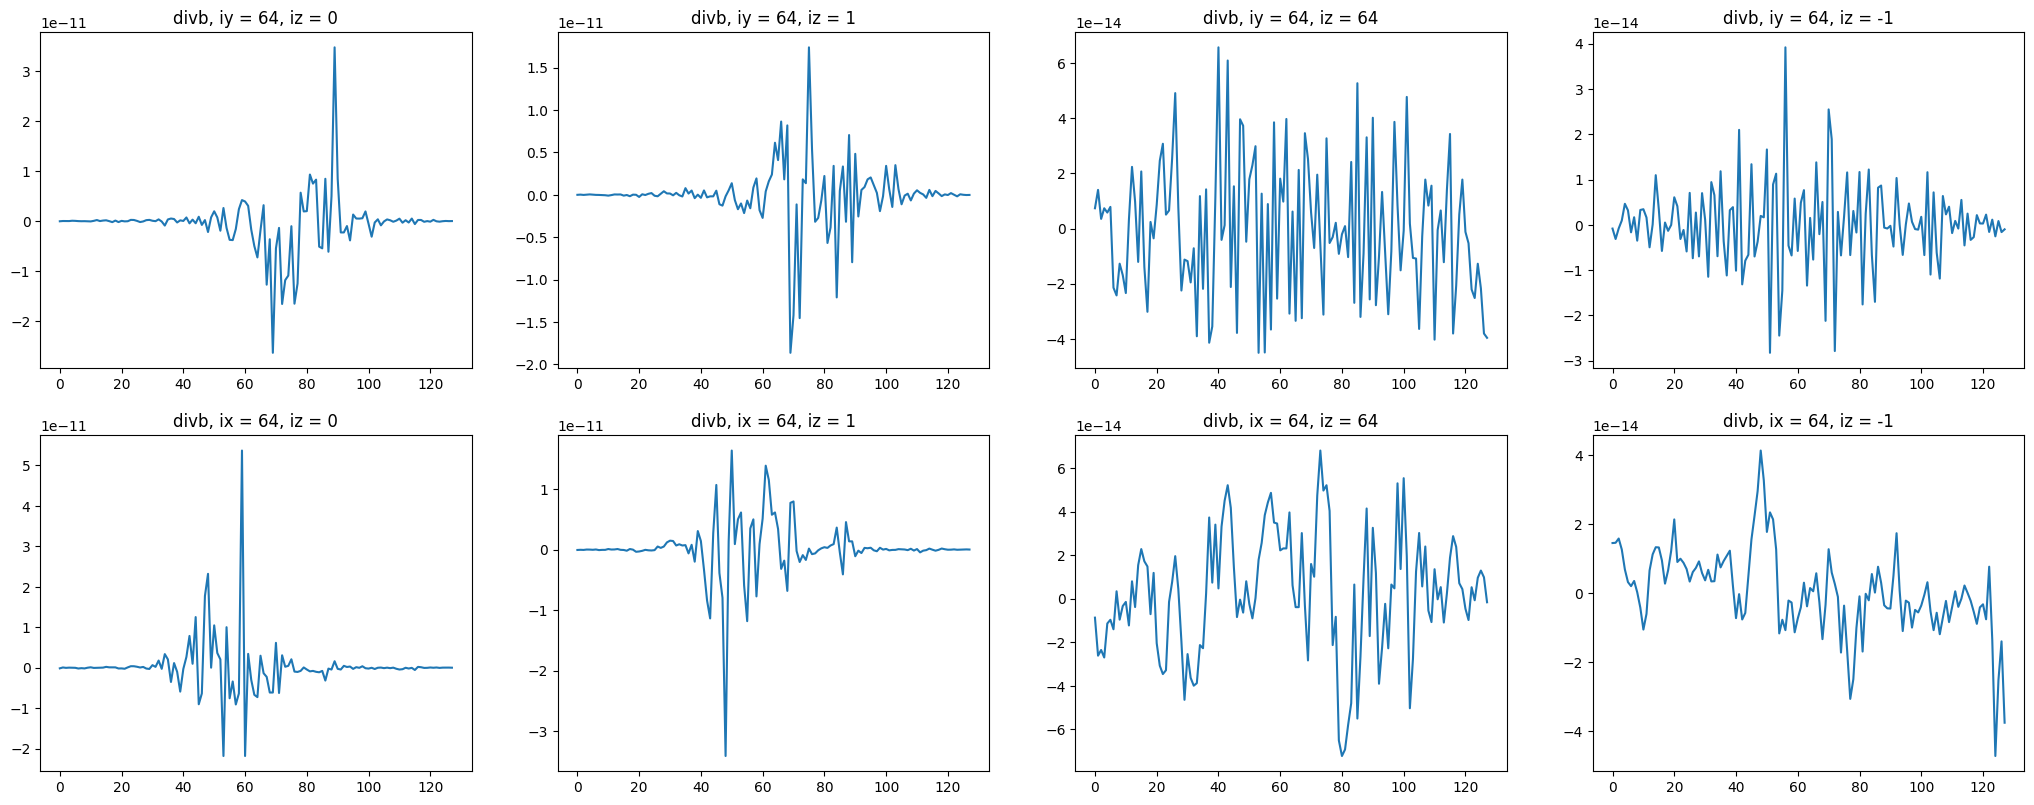 divb, iy = 64, iz = 0
1e−11
3
2
1
0
−1
−2
0 20 40 60 80 100 120
divb, iy = 64, iz = 1
1e−11
1.5
1.0
0.5
0.0
−0.5
−1.0
−1.5
−2.0
0 20 40 60 80 100 120
divb, iy = 64, iz = 64
1e−14
6
4
2
0
−2
−4
0 20 40 60 80 100 120
divb, iy = 64, iz = -1
1e−14
4
3
2
1
0
−1
−2
−3
0 20 40 60 80 100 120
divb, ix = 64, iz = 0
1e−11
5
4
3
2
1
0
−1
−2
0 20 40 60 80 100 120
divb, ix = 64, iz = 1
1e−11
1
0
−1
−2
−3
0 20 40 60 80 100 120
divb, ix = 64, iz = 64
1e−14
6
4
2
0
−2
−4
−6
0 20 40 60 80 100 120
divb, ix = 64, iz = -1
1e−14
4
2
0
−2
−4
0 20 40 60 80 100 120